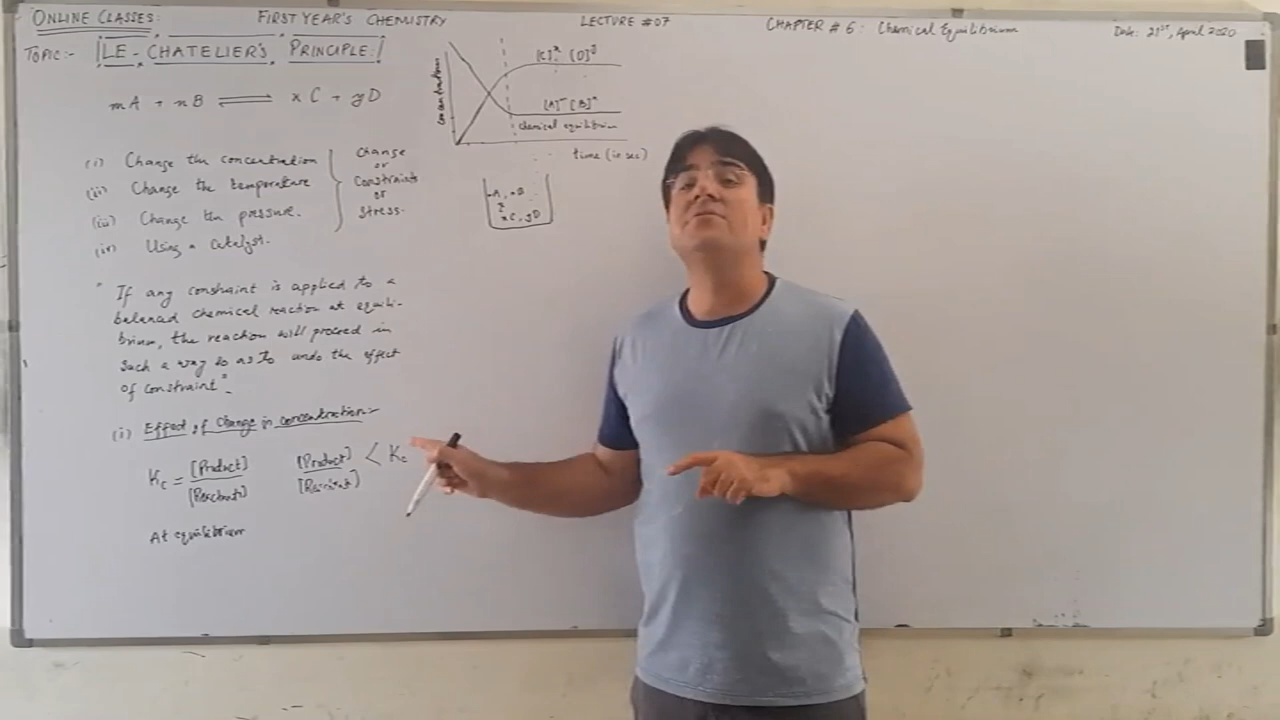 ONLINE CLASSES: FIRST YEAR'S CHEMISTRY LECTURE #07 CHAPTER # 6: Chemical Equilibrium Date: 21st, April 2020
TOPIC:- LE-CHATELIER'S PRINCIPLE:
mA + nB ⇌ xC + yD
(i) Change the concentration
(ii) Change the temperature
(iii) Change the pressure.
(iv) Using a catalyst.
Change
or
Constraints
or
Stress.
"If any constraint is applied to a
balanced chemical reaction at equili-
brium, the reaction will proceed in
such a way so as to undo the effect
of constraint".
(i) Effect of Change in concentration:-
Kc = [Product] / [Reactants]
[Product] / [Reactant] < Kc
At equilibrium
concentration
[C]x [D]y
[A]m [B]n
chemical equilibrium
time (in sec)
xC, yD